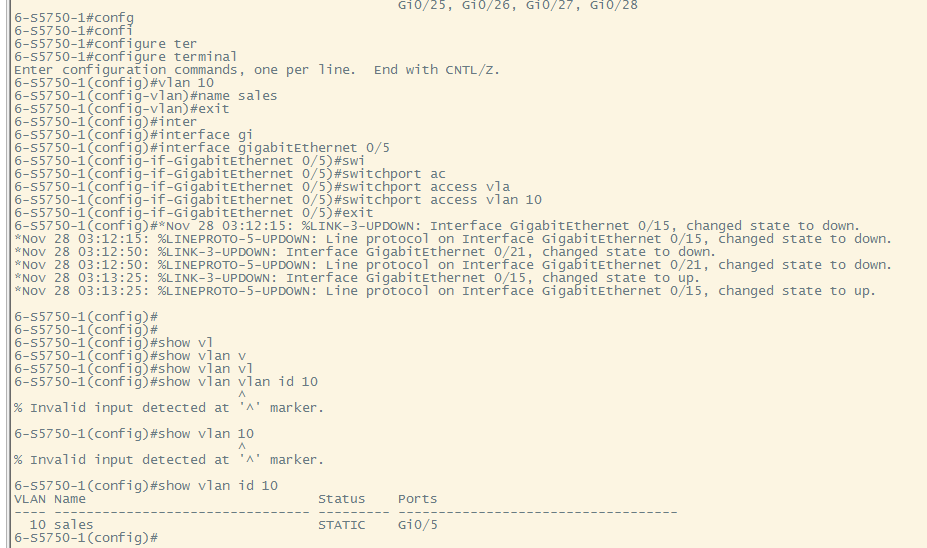 Gi0/25, Gi0/26, Gi0/27, Gi0/28
6-S5750-1#confg
6-S5750-1#confi
6-S5750-1#configure ter
6-S5750-1#configure terminal
Enter configuration commands, one per line.  End with CNTL/Z.
6-S5750-1(config)#vlan 10
6-S5750-1(config-vlan)#name sales
6-S5750-1(config-vlan)#exit
6-S5750-1(config)#inter
6-S5750-1(config)#interface gi
6-S5750-1(config)#interface gigabitEthernet 0/5
6-S5750-1(config-if-GigabitEthernet 0/5)#swi
6-S5750-1(config-if-GigabitEthernet 0/5)#switchport ac
6-S5750-1(config-if-GigabitEthernet 0/5)#switchport access vla
6-S5750-1(config-if-GigabitEthernet 0/5)#switchport access vlan 10
6-S5750-1(config-if-GigabitEthernet 0/5)#exit
6-S5750-1(config)#*Nov 28 03:12:15: %LINK-3-UPDOWN: Interface GigabitEthernet 0/15, changed state to down.
*Nov 28 03:12:15: %LINEPROTO-5-UPDOWN: Line protocol on Interface GigabitEthernet 0/15, changed state to down.
*Nov 28 03:12:50: %LINK-3-UPDOWN: Interface GigabitEthernet 0/21, changed state to down.
*Nov 28 03:12:50: %LINEPROTO-5-UPDOWN: Line protocol on Interface GigabitEthernet 0/21, changed state to down.
*Nov 28 03:13:25: %LINK-3-UPDOWN: Interface GigabitEthernet 0/15, changed state to up.
*Nov 28 03:13:25: %LINEPROTO-5-UPDOWN: Line protocol on Interface GigabitEthernet 0/15, changed state to up.
6-S5750-1(config)#
6-S5750-1(config)#
6-S5750-1(config)#show vl
6-S5750-1(config)#show vlan v
6-S5750-1(config)#show vlan vl
6-S5750-1(config)#show vlan vlan id 10
^
% Invalid input detected at '^' marker.
6-S5750-1(config)#show vlan 10
^
% Invalid input detected at '^' marker.
6-S5750-1(config)#show vlan id 10
VLAN Name                             Status    Ports
---- -------------------------------- --------- -----------------------------------
10 sales                            STATIC    Gi0/5
6-S5750-1(config)#